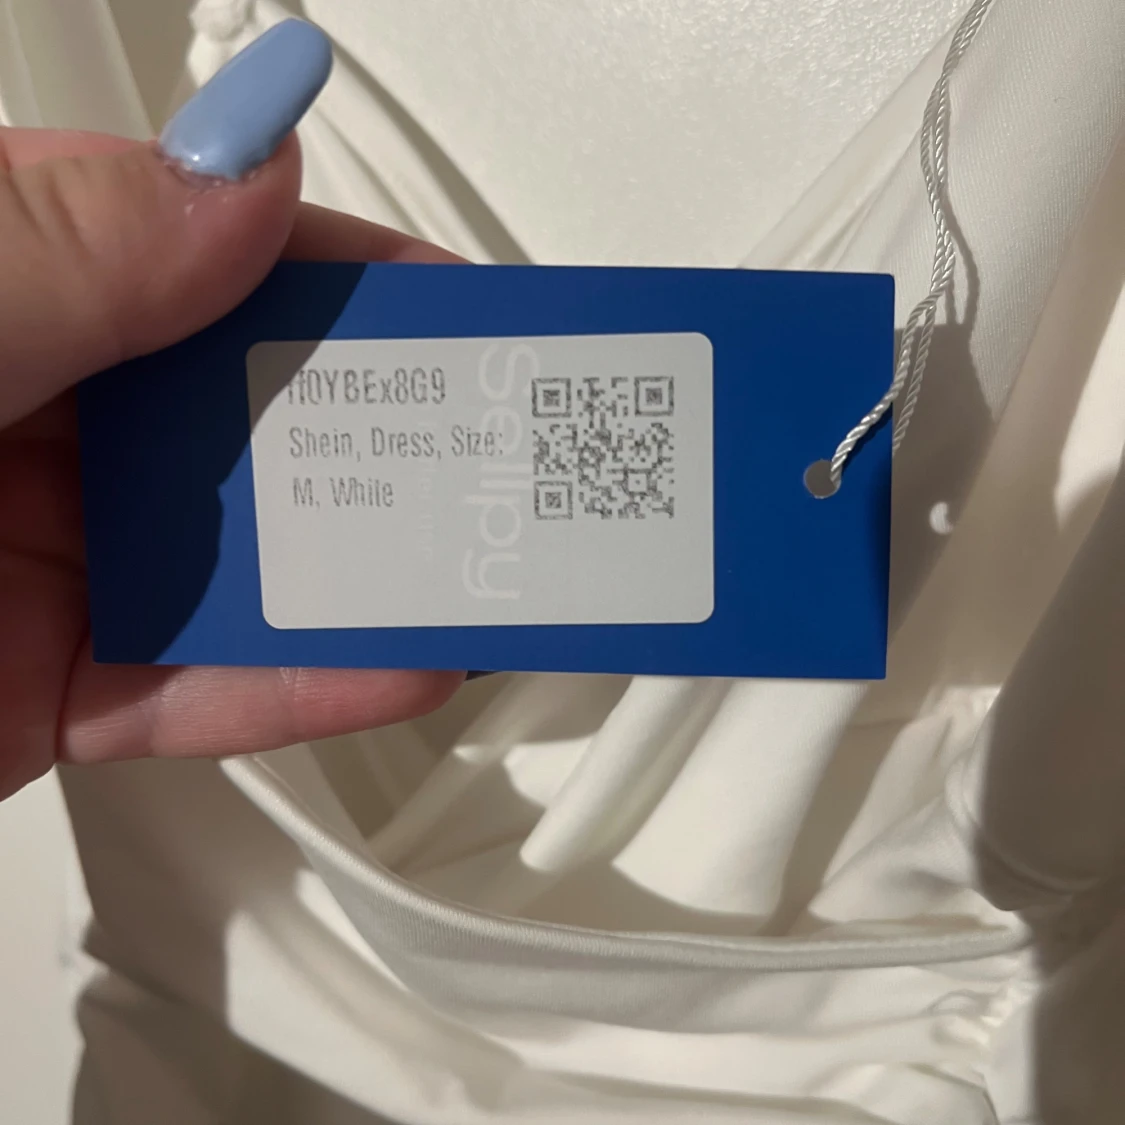 ff0YBEx8G9
Shein, Dress, Size:
M, White
Sellpy